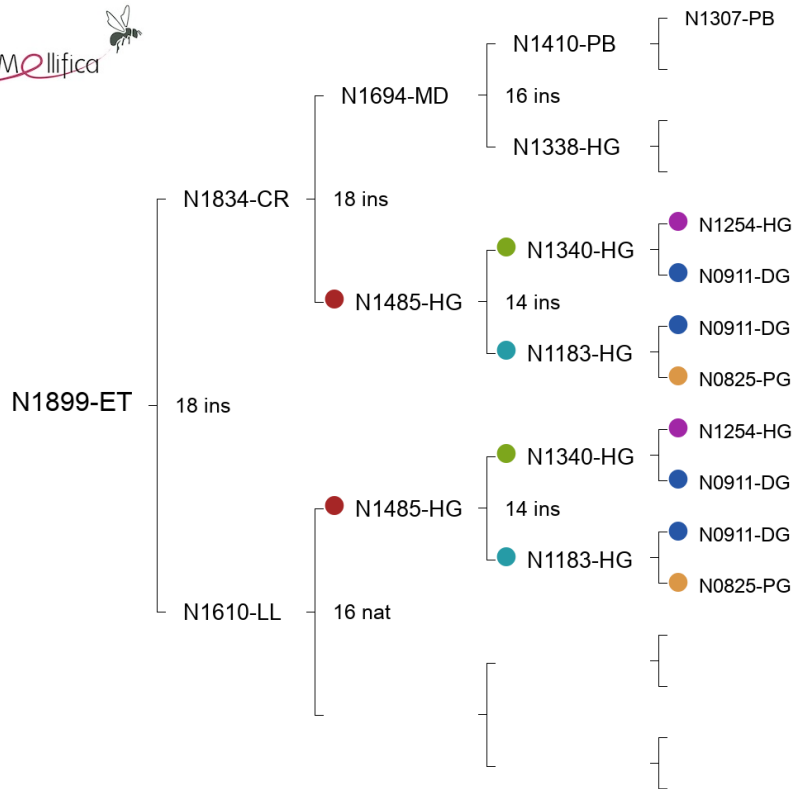 Mellifica
N1307-PB
N1410-PB
N1694-MD
16 ins
N1338-HG
N1834-CR
18 ins
N1254-HG
N1340-HG
N0911-DG
N1485-HG
14 ins
N0911-DG
N1183-HG
N0825-PG
N1899-ET
18 ins
N1254-HG
N1340-HG
N0911-DG
N1485-HG
14 ins
N0911-DG
N1183-HG
N0825-PG
N1610-LL
16 nat